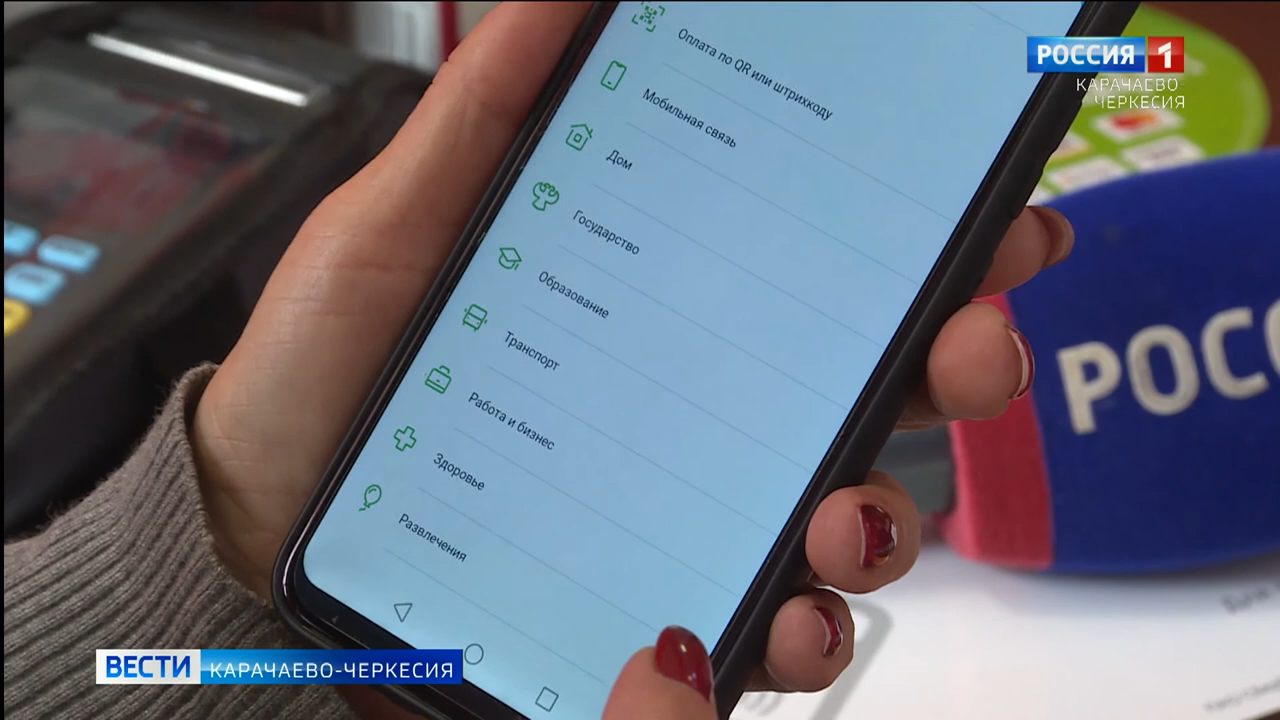 Оплата по QR или штрихкоду
Мобильная связь
Дом
Государство
Образование
Транспорт
Работа и бизнес
Здоровье
Развлечения
РОССИЯ 1
КАРАЧАЕВО
ЧЕРКЕСИЯ
РОСС
ВЕСТИ КАРАЧАЕВО-ЧЕРКЕСИЯ